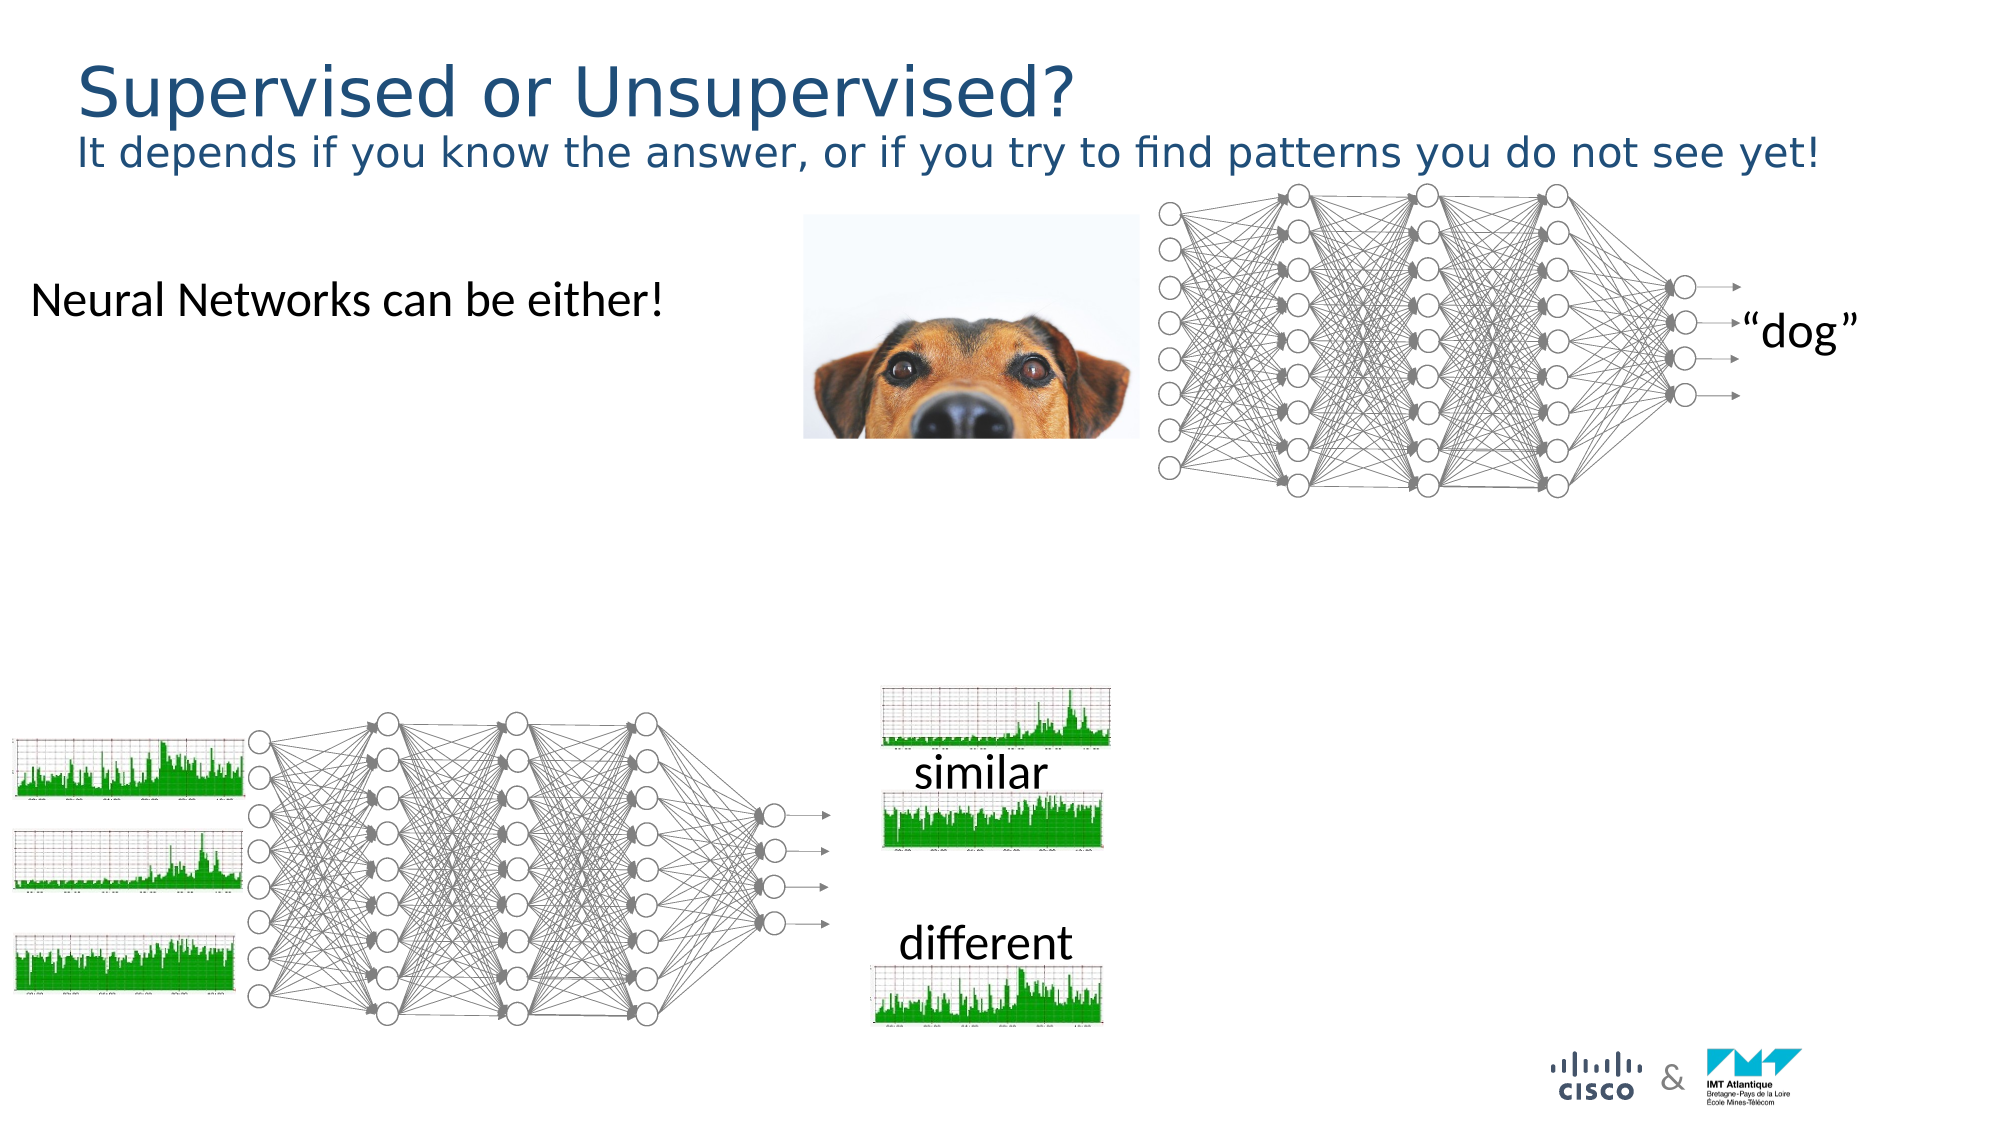 Supervised or Unsupervised?
It depends if you know the answer, or if you try to find patterns you do not see yet!
Neural Networks can be either!
“dog”
similar
different
CISCO
&
IMT Atlantique
Bretagne-Pays de la Loire
École Mines-Télécom